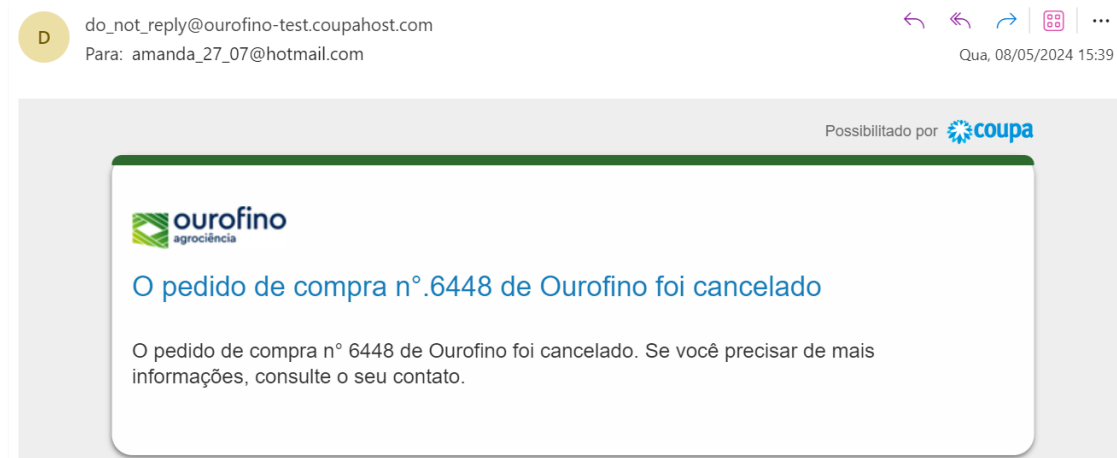 D
do_not_reply@ourofino-test.coupahost.com
Para: amanda_27_07@hotmail.com
Qua, 08/05/2024 15:39
Possibilitado por coupa
ourofino
agrociência
O pedido de compra n°.6448 de Ourofino foi cancelado
O pedido de compra n° 6448 de Ourofino foi cancelado. Se você precisar de mais
informações, consulte o seu contato.